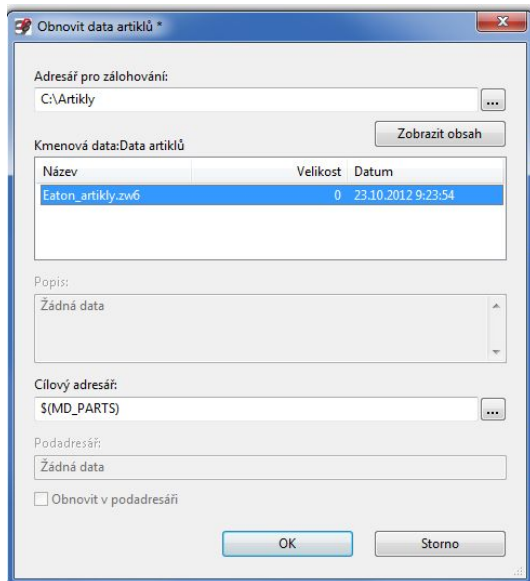 Obnovit data artiklů *
Adresář pro zálohování:
C:\Artikly
...
Zobrazit obsah
Kmenová data:Data artiklů
Název Velikost Datum
Eaton_artikly.zw6 0 23.10.2012 9:23:54
Popis:
Žádná data
Cílový adresář:
$(MD_PARTS)
...
Podadresář:
Žádná data
Obnovit v podadresáři
OK Storno